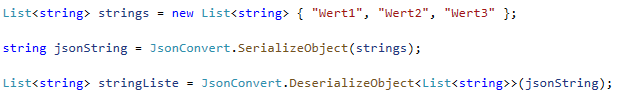 List<string> strings = new List<string> { "Wert1", "Wert2", "Wert3" };
string jsonString = JsonConvert.SerializeObject(strings);
List<string> stringListe = JsonConvert.DeserializeObject<List<string>>(jsonString);